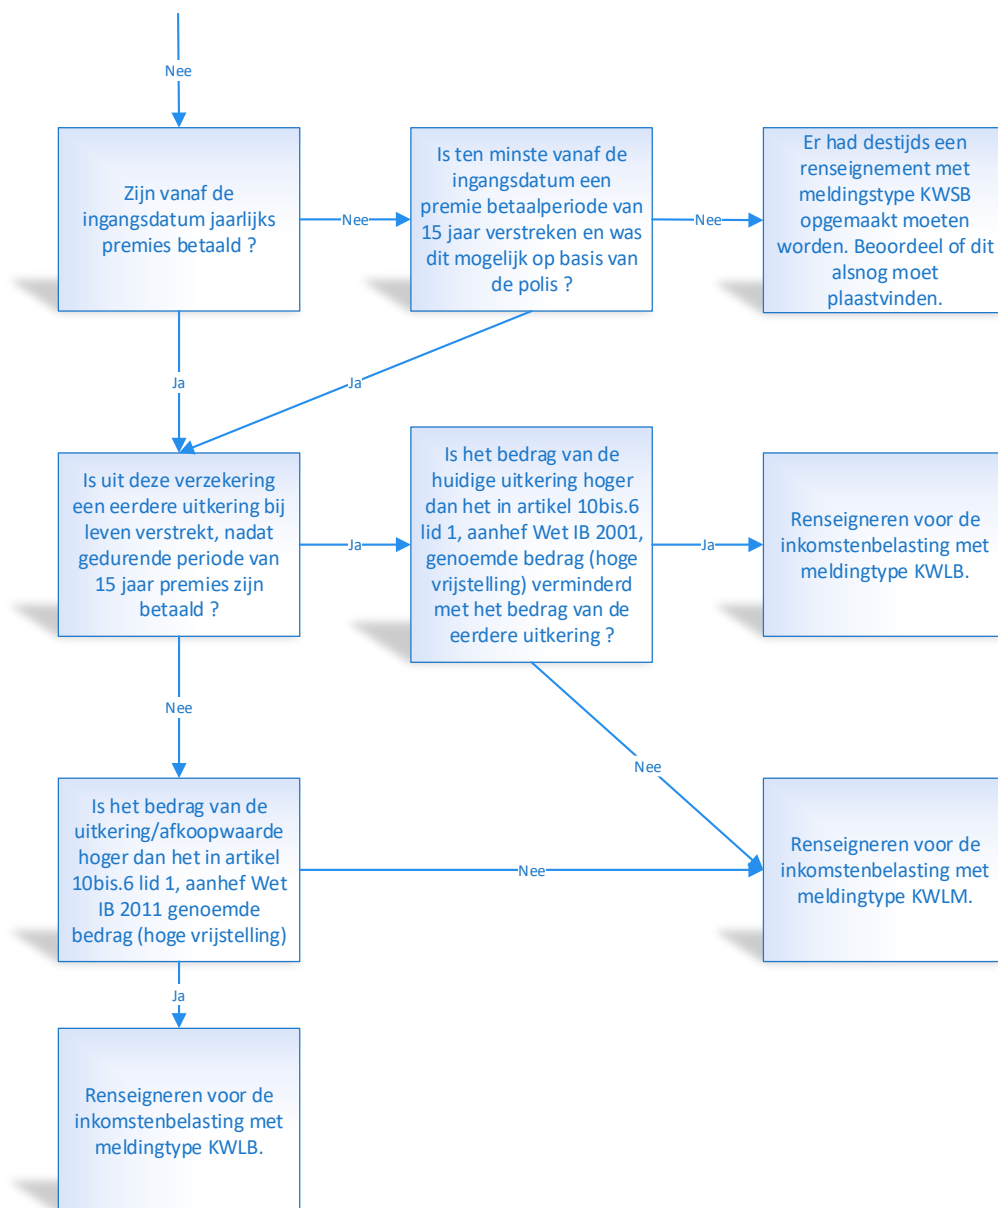 Nee
Zijn vanaf de
ingangsdatum jaarlijks
premies betaald ?
Nee
Is ten minste vanaf de
ingangsdatum een
premie betaalperiode van
15 jaar verstreken en was
dit mogelijk op basis van
de polis ?
Nee
Er had destijds een
renseignement met
meldingstype KWSB
opgemaakt moeten
worden. Beoordeel of dit
alsnog moet
plaastvinden.
Ja
Ja
Is uit deze verzekering
een eerdere uitkering bij
leven verstrekt, nadat
gedurende periode van
15 jaar premies zijn
betaald ?
Ja
Is het bedrag van de
huidige uitkering hoger
dan het in artikel 10bis.6
lid 1, aanhef Wet IB 2001,
genoemde bedrag (hoge
vrijstelling) verminderd
met het bedrag van de
eerdere uitkering ?
Ja
Renseigneren voor de
inkomstenbelasting met
meldingtype KWLB.
Nee
Nee
Is het bedrag van de
uitkering/afkoopwaarde
hoger dan het in artikel
10bis.6 lid 1, aanhef Wet
IB 2011 genoemde
bedrag (hoge vrijstelling)
Nee
Renseigneren voor de
inkomstenbelasting met
meldingtype KWLM.
Ja
Renseigneren voor de
inkomstenbelasting met
meldingtype KWLB.